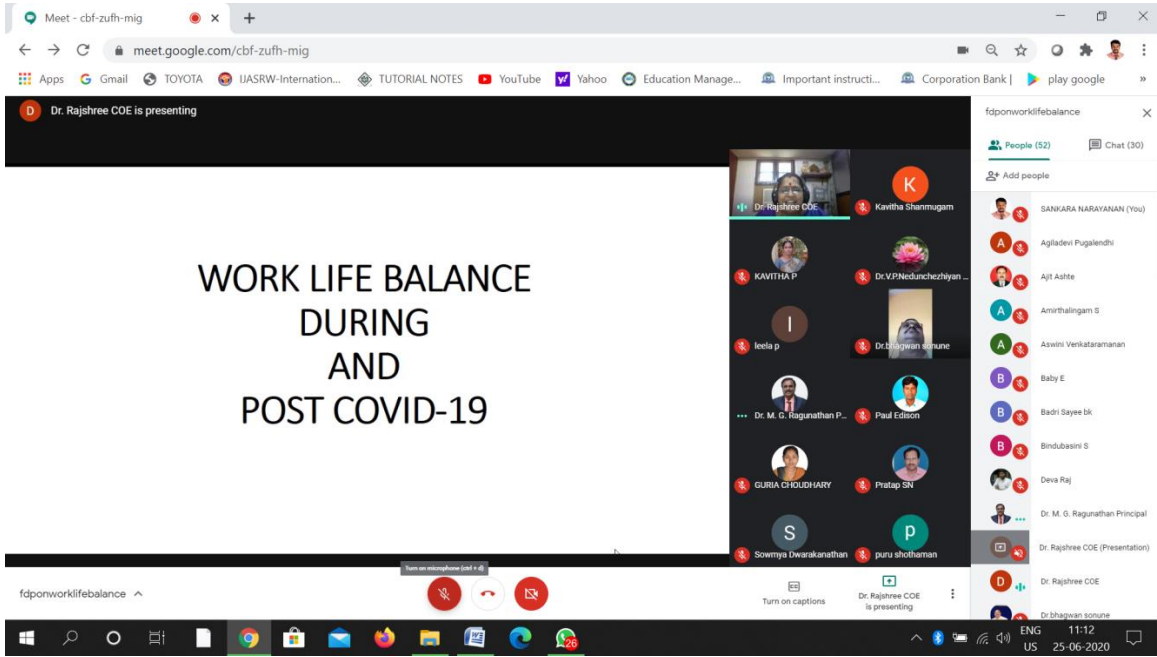 Meet - cbf-zufh-mig
meet.google.com/cbf-zufh-mig
Apps Gmail TOYOTA IJASRW-Internation... TUTORIAL NOTES YouTube Yahoo Education Manage... Important instructi... Corporation Bank | play google »
D Dr. Rajshree COE is presenting
WORK LIFE BALANCE
DURING
AND
POST COVID-19
Dr. Rajshree COE
K
Kavitha Shanmugam
KAVITHA P
Dr.V.P.Nedunchezhiyan ...
I
leela p
Dr.bhagwan sonune
Dr. M. G. Ragunathan P...
Paul Edison
GURIA CHOUDHARY
Pratap SN
S
Sowmya Dwarakanathan
p
puru shothaman
fdponworklifebalance
People (52) Chat (30)
Add people
SANKARA NARAYANAN (You)
A Agiladevi Pugalendhi
Ajit Ashte
A Amirthalingam S
A Aswini Venkataramanan
B Baby E
B Badri Sayee bk
B Bindubasini S
Deva Raj
Dr. M. G. Ragunathan Principal
Dr. Rajshree COE (Presentation)
D Dr. Rajshree COE
Dr.bhagwan sonune
Turn on microphone (ctrl + d)
fdponworklifebalance
CC
Turn on captions
Dr. Rajshree COE
is presenting
26
ENG
US
11:12
25-06-2020